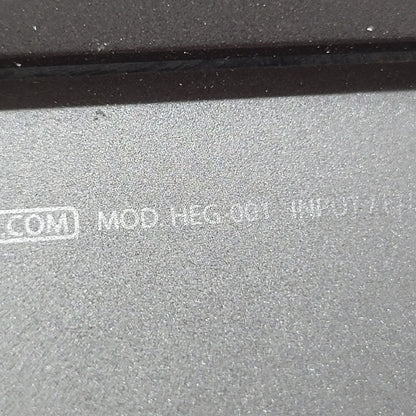 .COM MOD. HEG-001 INPUT /